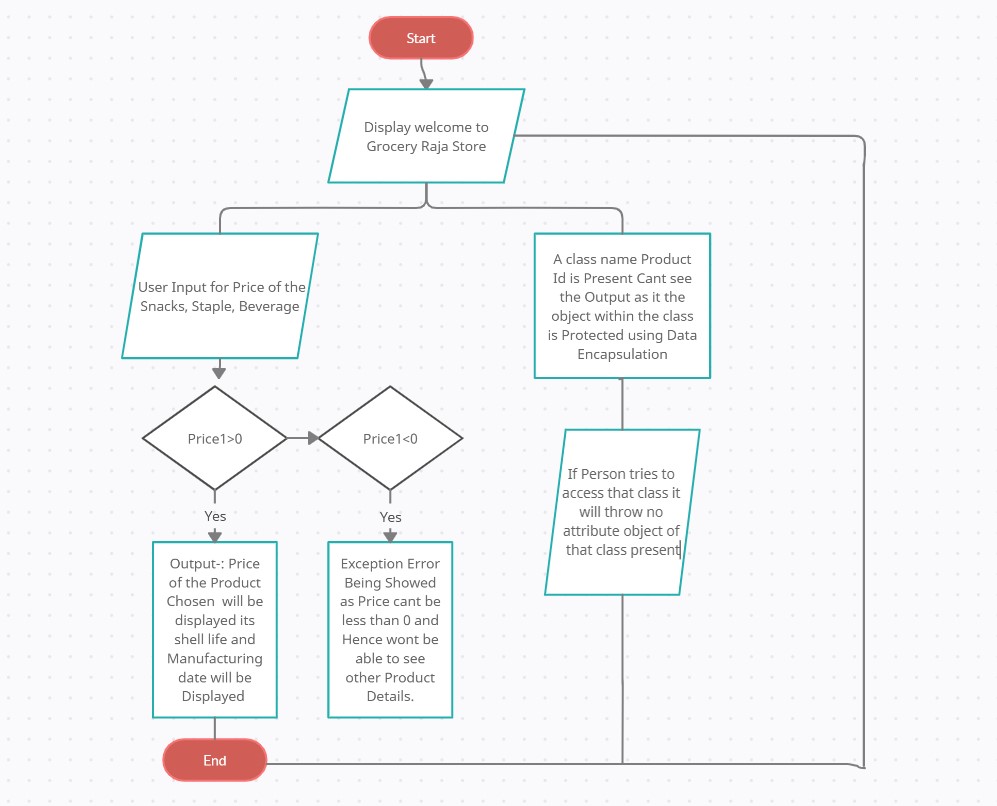 Start
Display welcome to
Grocery Raja Store
User Input for Price of the
Snacks, Staple, Beverage
A class name Product
Id is Present Cant see
the Output as it the
object within the class
is Protected using Data
Encapsulation
Price1>0
Price1<0
If Person tries to
access that class it
will throw no
attribute object of
that class present
Yes
Yes
Output-: Price
of the Product
Chosen will be
displayed its
shell life and
Manufacturing
date will be
Displayed
Exception Error
Being Showed
as Price cant be
less than 0 and
Hence wont be
able to see
other Product
Details.
End